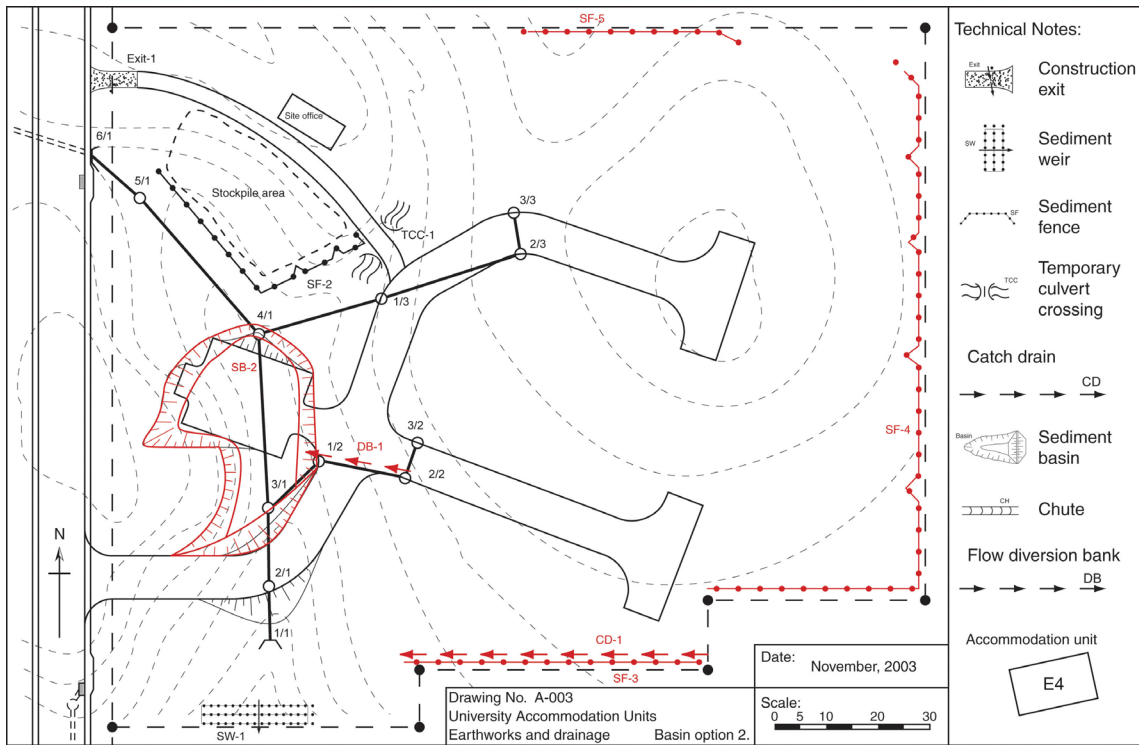 SF-5
Exit-1
Site office
6/1
5/1
Stockpile area
TCC-1
3/3
2/3
SF-2
1/3
4/1
SB-2
3/2
DB-1
1/2
2/2
SF-4
3/1
N
2/1
1/1
CD-1
SF-3
SW-1
Drawing No. A-003
University Accommodation Units
Earthworks and drainage Basin option 2.
Date:
November, 2003
Scale:
0 5 10 20 30
Technical Notes:
Exit
Construction
exit
SW
Sediment
weir
SF
Sediment
fence
TCC
Temporary
culvert
crossing
Catch drain
CD
Basin
Sediment
basin
CH
Chute
Flow diversion bank
DB
Accommodation unit
E4